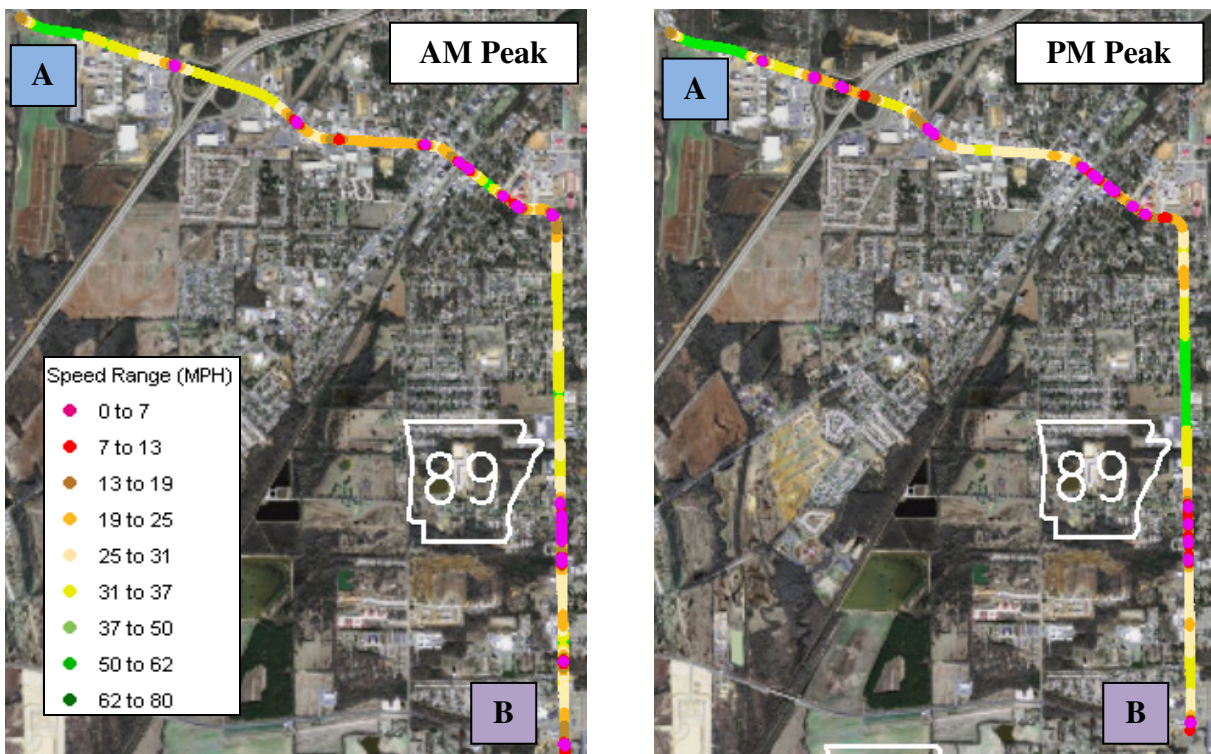 A
AM Peak
Speed Range (MPH)
0 to 7
7 to 13
13 to 19
19 to 25
25 to 31
31 to 37
37 to 50
50 to 62
62 to 80
89
B
A
PM Peak
89
B